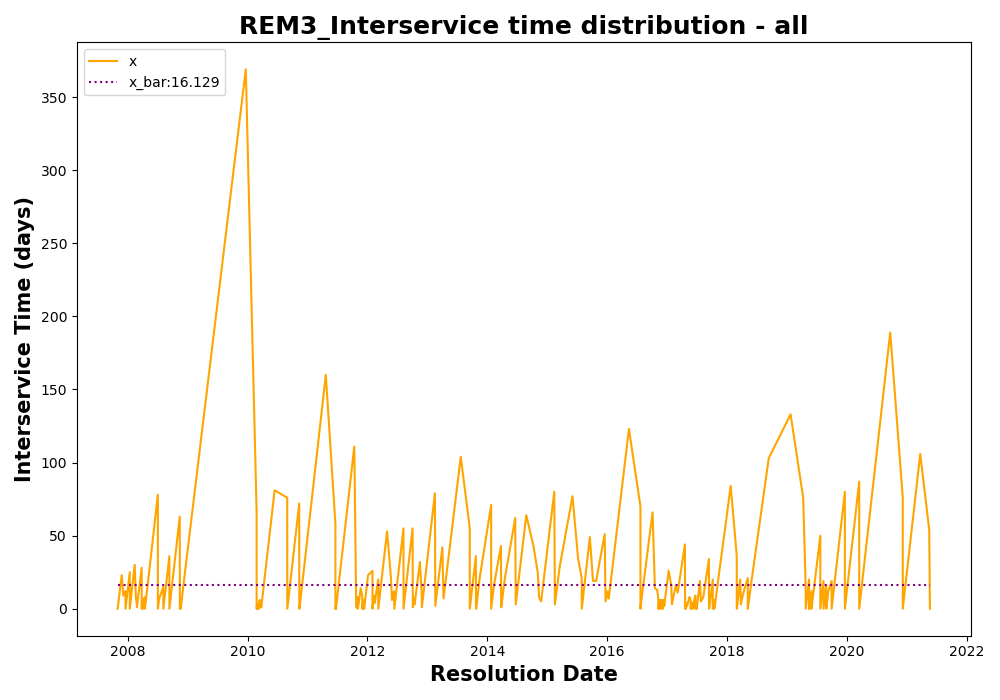 REM3_Interservice time distribution - all
x
x_bar:16.129
Interservice Time (days)
350
300
250
200
150
100
50
0
2008 2010 2012 2014 2016 2018 2020 2022
Resolution Date